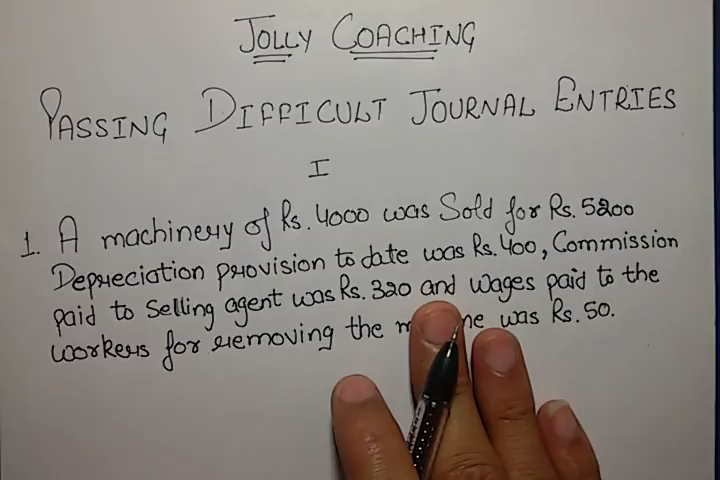 JOLLY COACHING
PASSING DIFFICULT JOURNAL ENTRIES
I
1. A machinery of Rs. 4000 was Sold for Rs. 5200
Depreciation provision to date was Rs. 400, Commission
paid to Selling agent was Rs. 320 and wages paid to the
workers for removing the was Rs. 50.